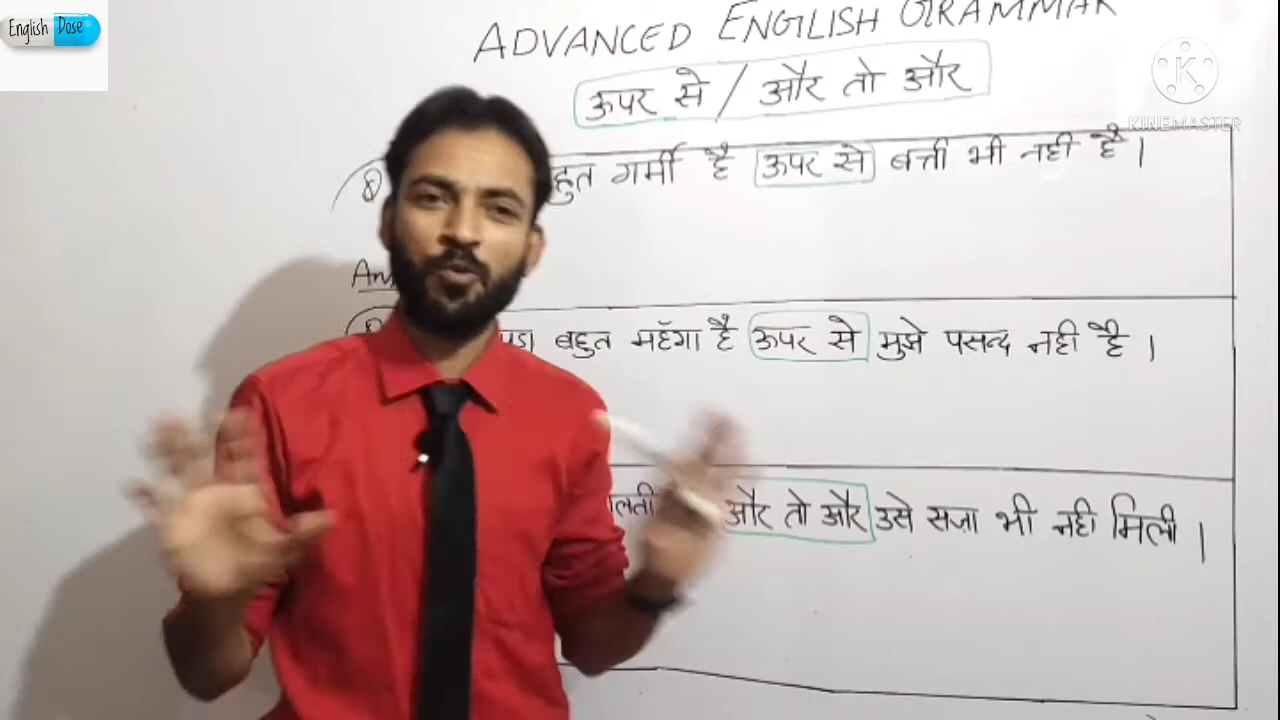 English Dose
ADVANCED ENGLISH GRAMMAR
KINEMASTER
ऊपर से / और तो और
गर्मी है ऊपर से बत्ती भी नही है।
Ans
बहुत महँगा है ऊपर से मुझे पसन्द नही है।
और तो और उसे सज़ा भी नही मिली।